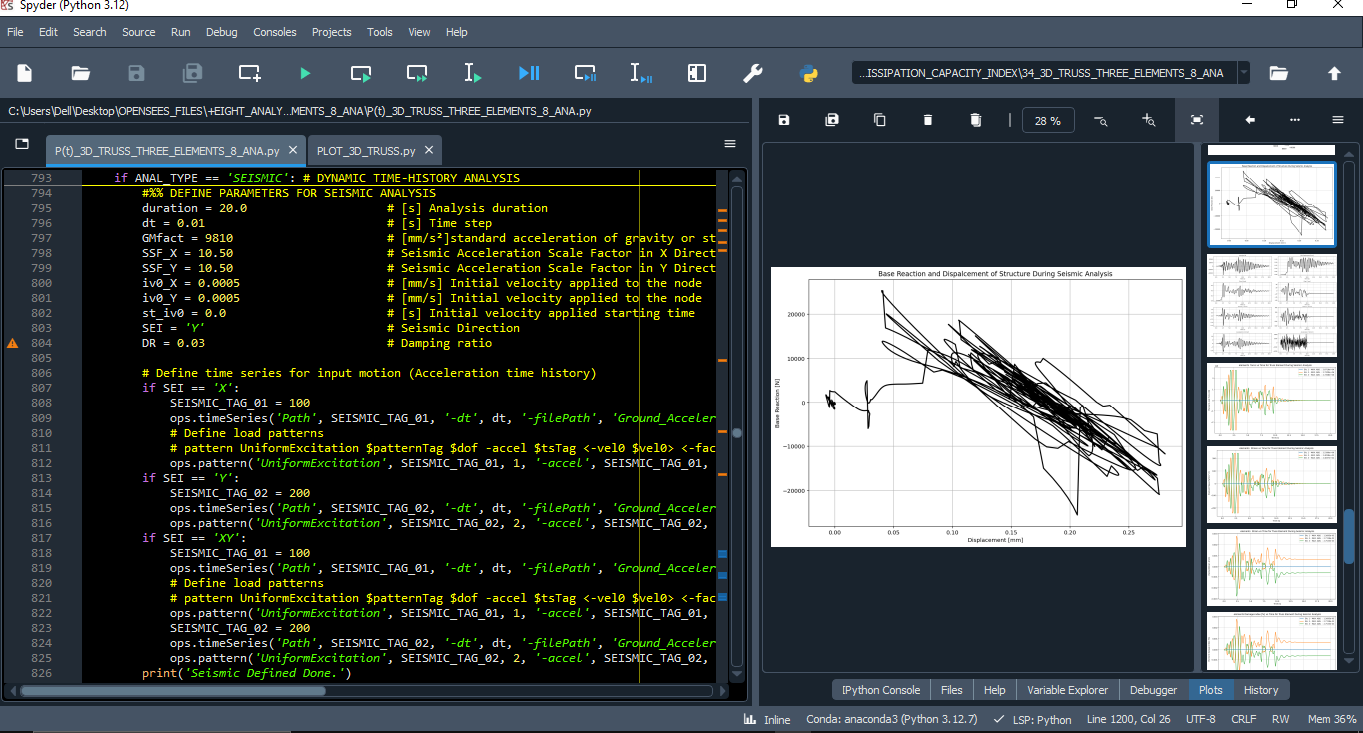 Spyder (Python 3.12)
File Edit Search Source Run Debug Consoles Projects Tools View Help
...ISSIPATION_CAPACITY_INDEX\34_3D_TRUSS_THREE_ELEMENTS_8_ANA
C:\Users\Dell\Desktop\OPENSEES_FILES\+EIGHT_ANALY...MENTS_8_ANA\P(t)_3D_TRUSS_THREE_ELEMENTS_8_ANA.py
P(t)_3D_TRUSS_THREE_ELEMENTS_8_ANA.py PLOT_3D_TRUSS.py
793 if ANAL_TYPE == 'SEISMIC': # DYNAMIC TIME-HISTORY ANALYSIS
794 #%% DEFINE PARAMETERS FOR SEISMIC ANALYSIS
795 duration = 20.0 # [s] Analysis duration
796 dt = 0.01 # [s] Time step
797 GMfact = 9810 # [mm/s²]standard acceleration of gravity or st
798 SSF_X = 10.50 # Seismic Acceleration Scale Factor in X Direct
799 SSF_Y = 10.50 # Seismic Acceleration Scale Factor in Y Direct
800 iv0_X = 0.0005 # [mm/s] Initial velocity applied to the node
801 iv0_Y = 0.0005 # [mm/s] Initial velocity applied to the node
802 st_iv0 = 0.0 # [s] Initial velocity applied starting time
803 SEI = 'Y' # Seismic Direction
804 DR = 0.03 # Damping ratio
805
806 # Define time series for input motion (Acceleration time history)
807 if SEI == 'X':
808 SEISMIC_TAG_01 = 100
809 ops.timeSeries('Path', SEISMIC_TAG_01, '-dt', dt, '-filePath', 'Ground_Acceler
810 # Define load patterns
811 # pattern UniformExcitation $patternTag $dof -accel $tsTag <-vel0 $vel0> <-fac
812 ops.pattern('UniformExcitation', SEISMIC_TAG_01, 1, '-accel', SEISMIC_TAG_01,
813 if SEI == 'Y':
814 SEISMIC_TAG_02 = 200
815 ops.timeSeries('Path', SEISMIC_TAG_02, '-dt', dt, '-filePath', 'Ground_Acceler
816 ops.pattern('UniformExcitation', SEISMIC_TAG_02, 2, '-accel', SEISMIC_TAG_02,
817 if SEI == 'XY':
818 SEISMIC_TAG_01 = 100
819 ops.timeSeries('Path', SEISMIC_TAG_01, '-dt', dt, '-filePath', 'Ground_Acceler
820 # Define load patterns
821 # pattern UniformExcitation $patternTag $dof -accel $tsTag <-vel0 $vel0> <-fac
822 ops.pattern('UniformExcitation', SEISMIC_TAG_01, 1, '-accel', SEISMIC_TAG_01,
823 SEISMIC_TAG_02 = 200
824 ops.timeSeries('Path', SEISMIC_TAG_02, '-dt', dt, '-filePath', 'Ground_Acceler
825 ops.pattern('UniformExcitation', SEISMIC_TAG_02, 2, '-accel', SEISMIC_TAG_02,
826 print('Seismic Defined Done.')
28 %
Base Reaction and Dispalcement of Structure During Seismic Analysis
Base Reaction [N]
20000
10000
0
−10000
−20000
0.00 0.05 0.10 0.15 0.20 0.25
Displacement [mm]
IPython Console Files Help Variable Explorer Debugger Plots History
Inline Conda: anaconda3 (Python 3.12.7) LSP: Python Line 1200, Col 26 UTF-8 CRLF RW Mem 36%